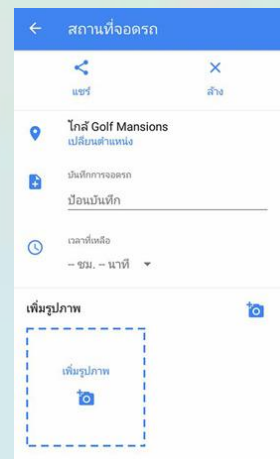 สถานที่จอดรถ
แชร์
ล้าง
ใกล้ Golf Mansions
เปลี่ยนตำแหน่ง
บันทึกการจอดรถ
ป้อนบันทึก
เวลาที่เหลือ
– ชม. – นาที
เพิ่มรูปภาพ
เพิ่มรูปภาพ